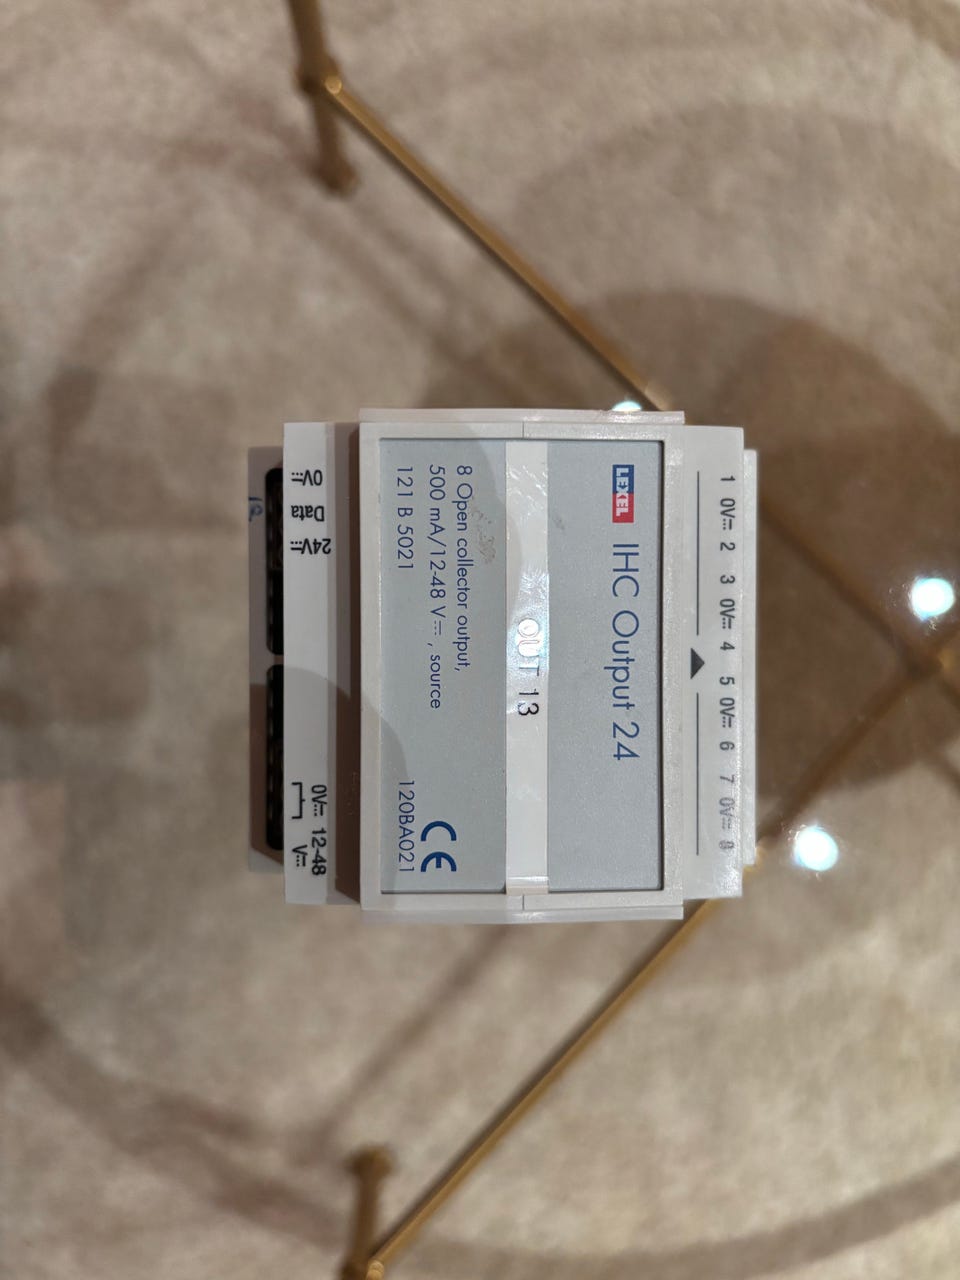 1 0V⎓ 2 3 0V⎓ 4 5 0V⎓ 6 7 0V⎓ 8
LEXEL IHC Output 24
OUT 13
8 Open collector output,
500 mA/12-48 V⎓, source
121 B 5021
CE
120BA021
0V⎓ Data 24V⎓
0V⎓ 12-48 V⎓